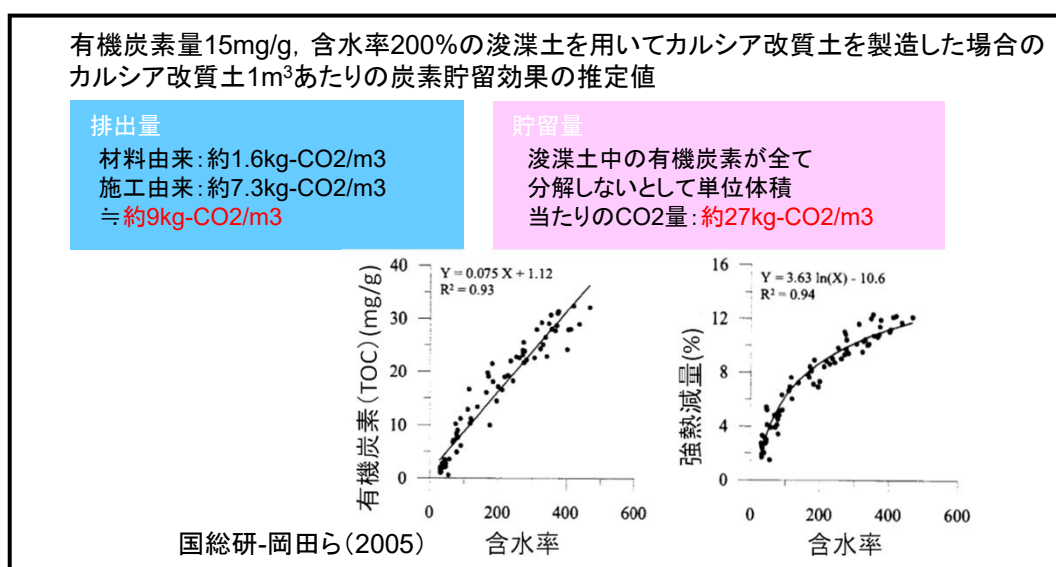 有機炭素量15mg/g，含水率200%の浚渫土を用いてカルシア改質土を製造した場合の
カルシア改質土1m³あたりの炭素貯留効果の推定値
排出量
材料由来：約1.6kg-CO2/m3
施工由来：約7.3kg-CO2/m3
≒約9kg-CO2/m3
貯留量
浚渫土中の有機炭素が全て
分解しないとして単位体積
当たりのCO2量：約27kg-CO2/m3
有機炭素（TOC）(mg/g)
40
30
20
10
0
Y = 0.075 X + 1.12
R² = 0.93
0 200 400 600
含水率
強熱減量(%)
16
12
8
4
0
Y = 3.63 ln(X) - 10.6
R² = 0.94
0 200 400 600
含水率
国総研-岡田ら（2005）